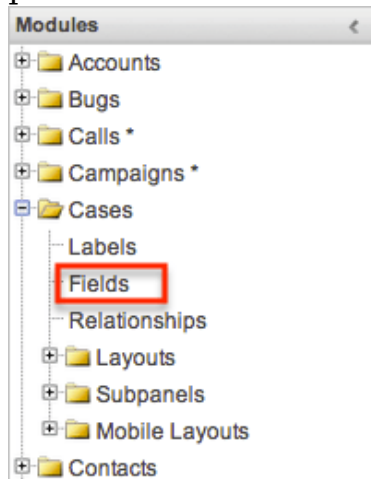 Modules
Accounts
Bugs
Calls *
Campaigns *
Cases
Labels
Fields
Relationships
Layouts
Subpanels
Mobile Layouts
Contacts